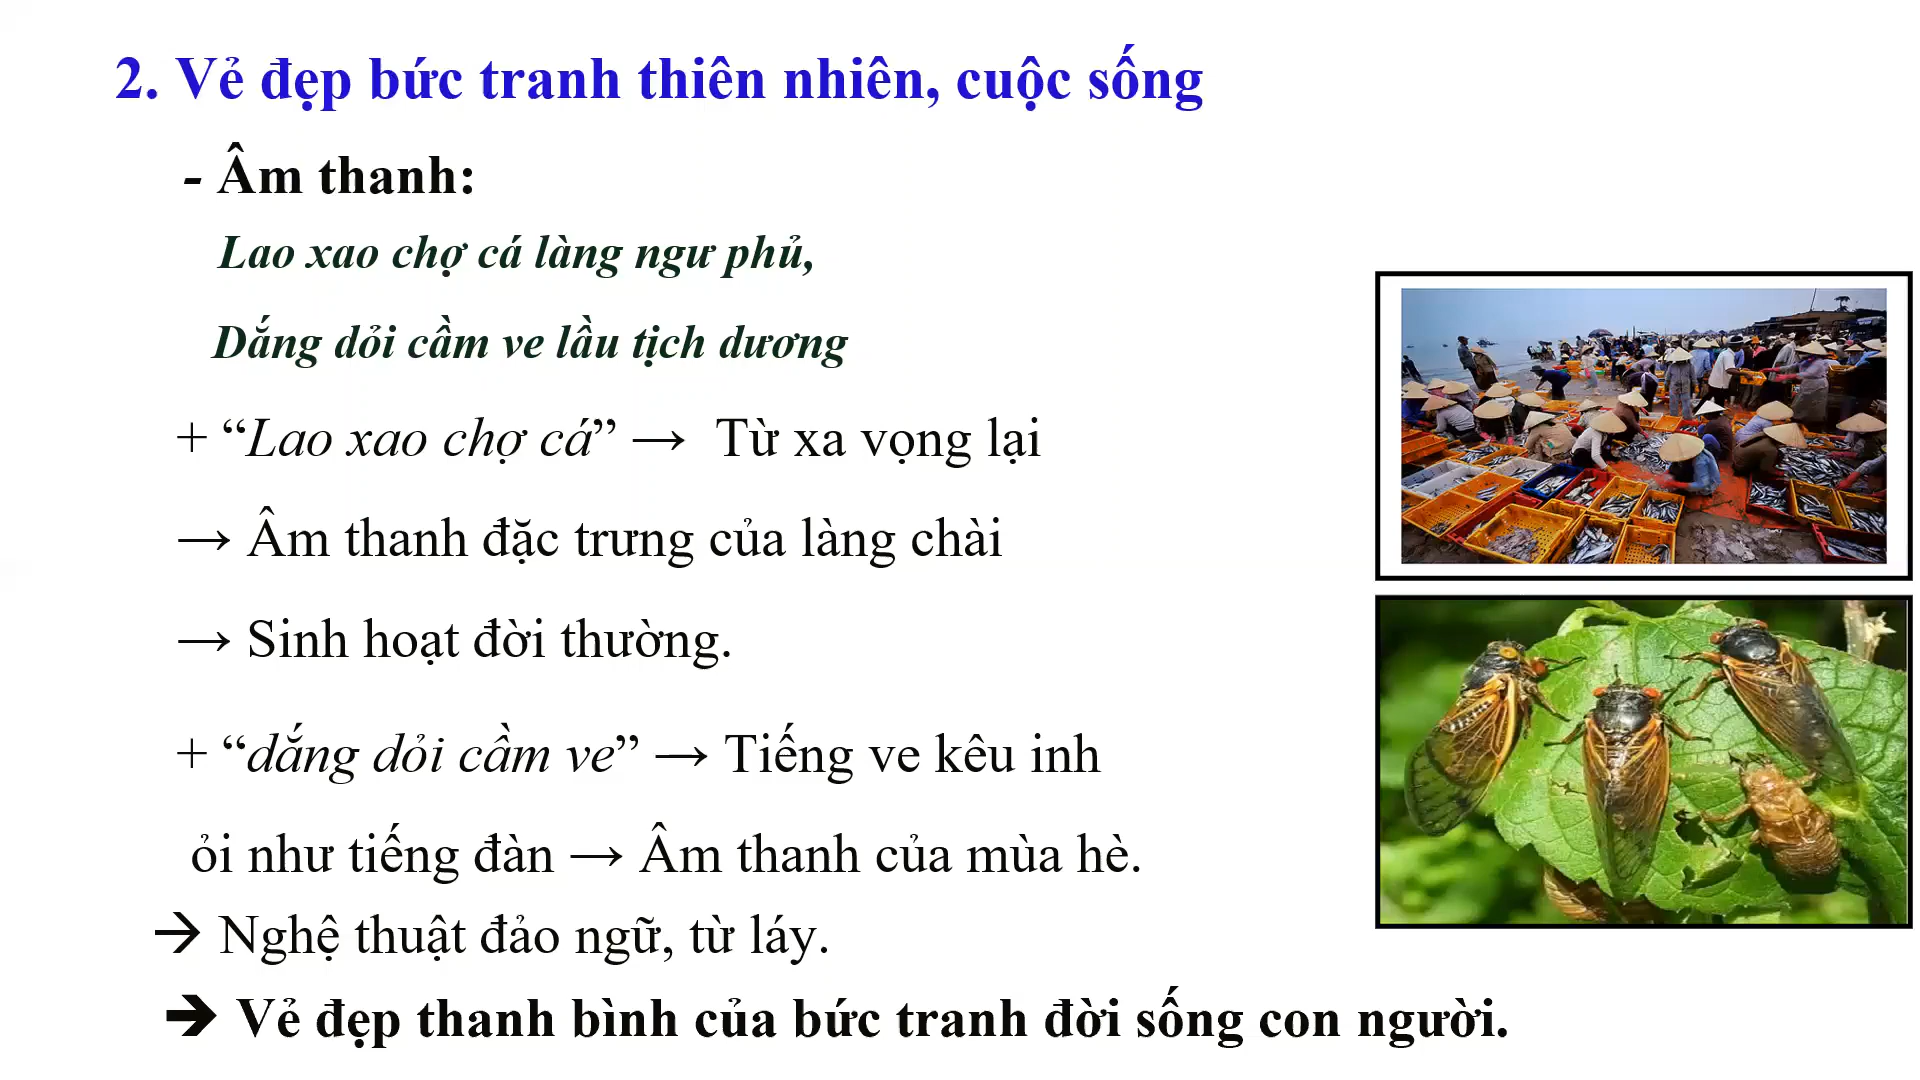 2. Vẻ đẹp bức tranh thiên nhiên, cuộc sống
- Âm thanh:
Lao xao chợ cá làng ngư phủ,
Dắng dỏi cầm ve lầu tịch dương
+ “Lao xao chợ cá” → Từ xa vọng lại
→ Âm thanh đặc trưng của làng chài
→ Sinh hoạt đời thường.
+ “dắng dỏi cầm ve” → Tiếng ve kêu inh
ỏi như tiếng đàn → Âm thanh của mùa hè.
→ Nghệ thuật đảo ngữ, từ láy.
➔ Vẻ đẹp thanh bình của bức tranh đời sống con người.